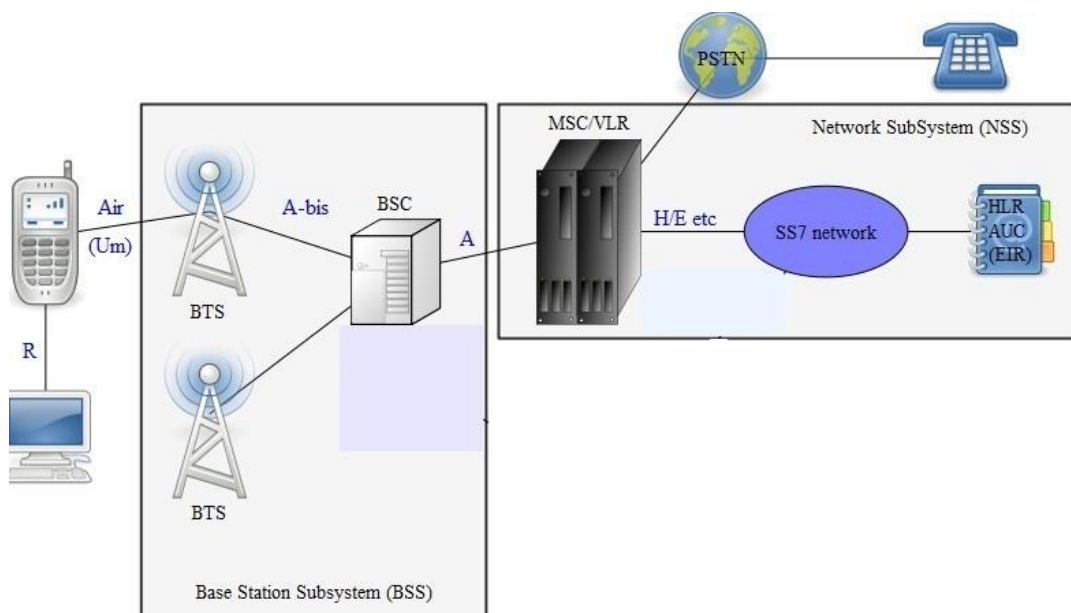 PSTN
MSC/VLR
Network SubSystem (NSS)
Air
(Um)
A-bis
BSC
A
H/E etc
SS7 network
HLR
AUC
(EIR)
BTS
R
BTS
Base Station Subsystem (BSS)